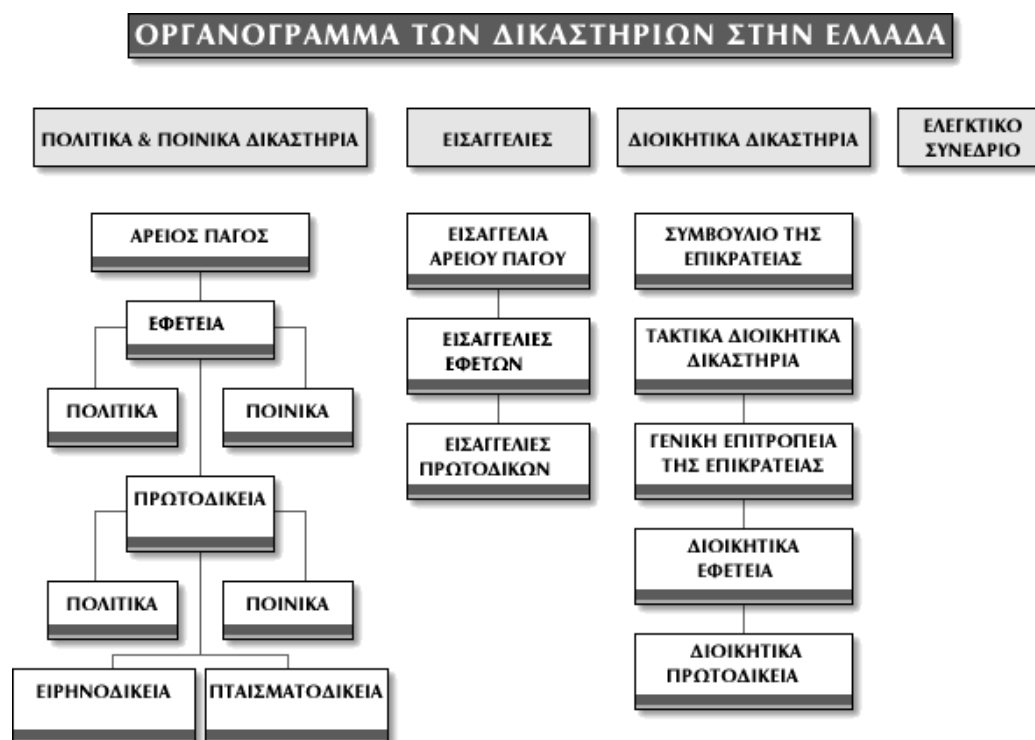 ΟΡΓΑΝΟΓΡΑΜΜΑ ΤΩΝ ΔΙΚΑΣΤΗΡΙΩΝ ΣΤΗΝ ΕΛΛΑΔΑ
ΠΟΛΙΤΙΚΑ & ΠΟΙΝΙΚΑ ΔΙΚΑΣΤΗΡΙΑ
ΑΡΕΙΟΣ ΠΑΓΟΣ
ΕΦΕΤΕΙΑ
ΠΟΛΙΤΙΚΑ
ΠΟΙΝΙΚΑ
ΠΡΩΤΟΔΙΚΕΙΑ
ΠΟΛΙΤΙΚΑ
ΠΟΙΝΙΚΑ
ΕΙΡΗΝΟΔΙΚΕΙΑ
ΠΤΑΙΣΜΑΤΟΔΙΚΕΙΑ
ΕΙΣΑΓΓΕΛΙΕΣ
ΕΙΣΑΓΓΕΛΙΑ
ΑΡΕΙΟΥ ΠΑΓΟΥ
ΕΙΣΑΓΓΕΛΙΕΣ
ΕΦΕΤΩΝ
ΕΙΣΑΓΓΕΛΙΕΣ
ΠΡΩΤΟΔΙΚΩΝ
ΔΙΟΙΚΗΤΙΚΑ ΔΙΚΑΣΤΗΡΙΑ
ΣΥΜΒΟΥΛΙΟ ΤΗΣ
ΕΠΙΚΡΑΤΕΙΑΣ
ΤΑΚΤΙΚΑ ΔΙΟΙΚΗΤΙΚΑ
ΔΙΚΑΣΤΗΡΙΑ
ΓΕΝΙΚΗ ΕΠΙΤΡΟΠΕΙΑ
ΤΗΣ ΕΠΙΚΡΑΤΕΙΑΣ
ΔΙΟΙΚΗΤΙΚΑ
ΕΦΕΤΕΙΑ
ΔΙΟΙΚΗΤΙΚΑ
ΠΡΩΤΟΔΙΚΕΙΑ
ΕΛΕΓΚΤΙΚΟ
ΣΥΝΕΔΡΙΟ